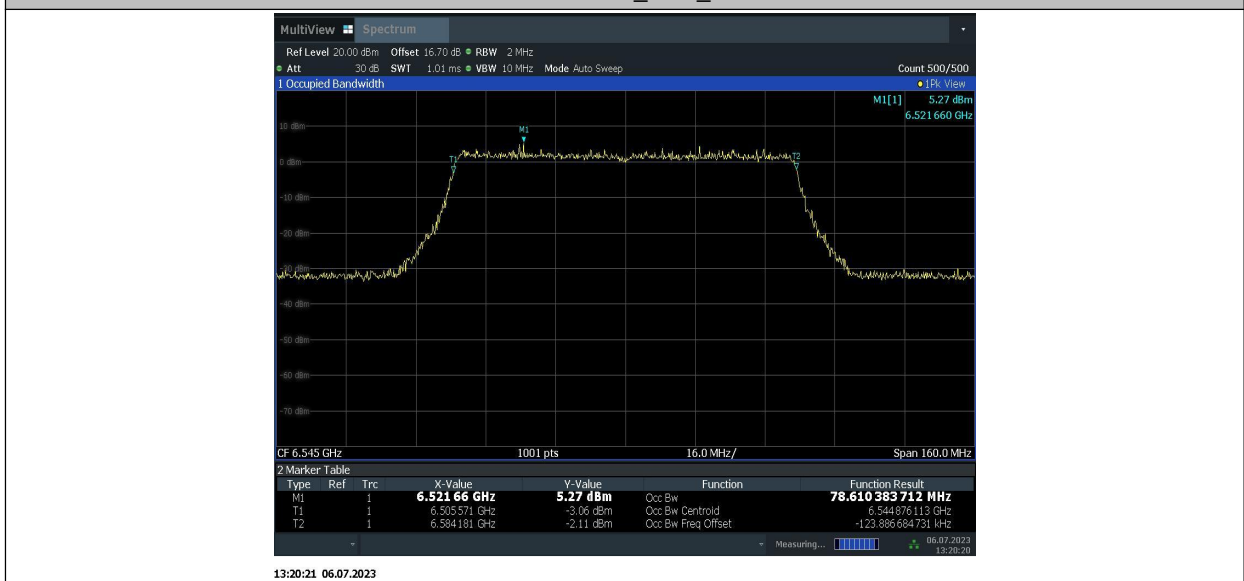 MultiView Spectrum
Ref Level 20.00 dBm Offset 16.70 dB RBW 2 MHz
Att 30 dB SWT 1.01 ms VBW 10 MHz Mode Auto Sweep Count 500/500
1 Occupied Bandwidth 1Pk View
M1[1] 5.27 dBm
6.521660 GHz
10 dBm
M1
0 dBm
T1
T2
-10 dBm
-20 dBm
-30 dBm
-40 dBm
-50 dBm
-60 dBm
-70 dBm
CF 6.545 GHz 1001 pts 16.0 MHz/ Span 160.0 MHz
2 Marker Table
Type Ref Trc X-Value Y-Value Function Function Result
M1 1 6.521 66 GHz 5.27 dBm Occ Bw 78.610 383 712 MHz
T1 1 6.505 571 GHz -3.06 dBm Occ Bw Centroid 6.544 876 113 GHz
T2 1 6.584 181 GHz -2.11 dBm Occ Bw Freq Offset -123.886 684 731 kHz
Measuring... 06.07.2023
13:20:20
13:20:21 06.07.2023